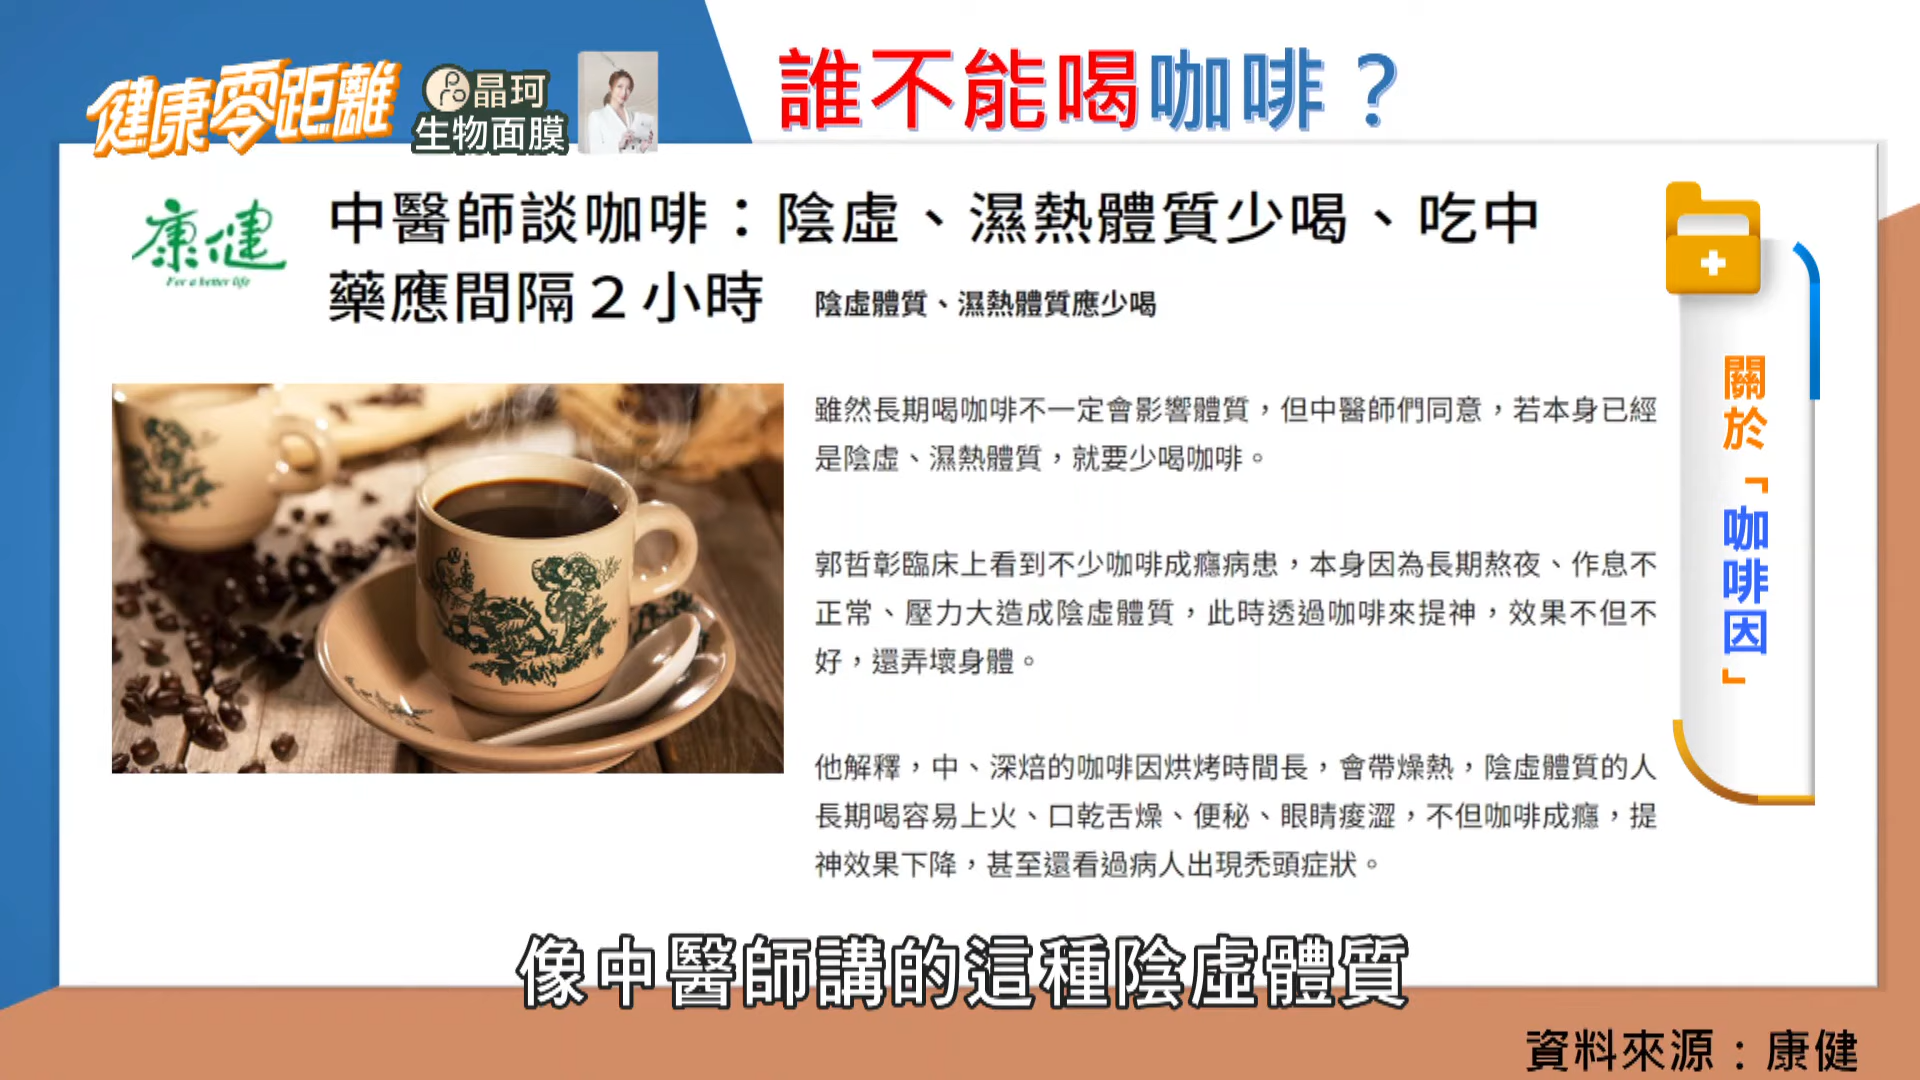 健康零距離
晶珂
生物面膜
誰不能喝咖啡？
康健
For a better life
中醫師談咖啡：陰虛、濕熱體質少喝、吃中
藥應間隔２小時
陰虛體質、濕熱體質應少喝
雖然長期喝咖啡不一定會影響體質，但中醫師們同意，若本身已經
是陰虛、濕熱體質，就要少喝咖啡。
郭哲彰臨床上看到不少咖啡成癮病患，本身因為長期熬夜、作息不
正常、壓力大造成陰虛體質，此時透過咖啡來提神，效果不但不
好，還弄壞身體。
他解釋，中、深焙的咖啡因烘烤時間長，會帶燥熱，陰虛體質的人
長期喝容易上火、口乾舌燥、便秘、眼睛痠澀，不但咖啡成癮，提
神效果下降，甚至還看過病人出現禿頭症狀。
關於「咖啡因」
像中醫師講的這種陰虛體質
資料來源：康健